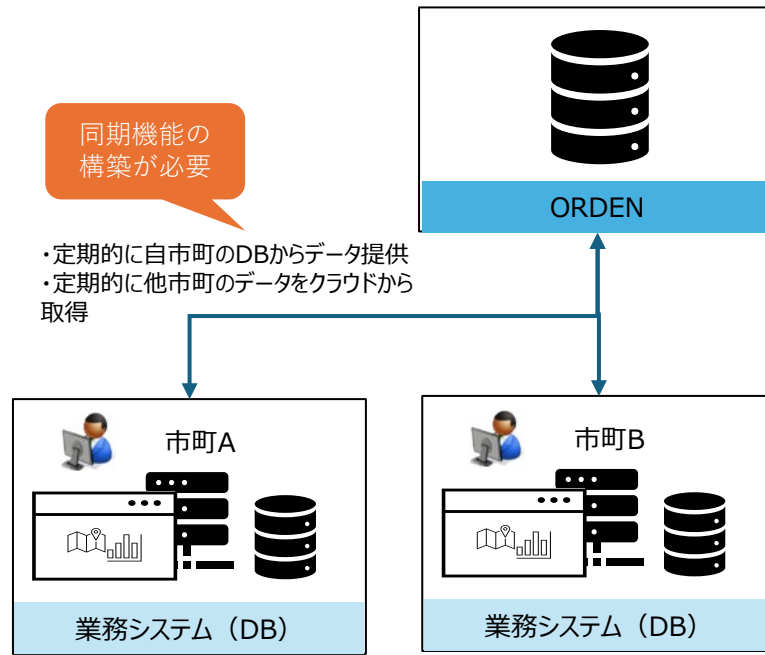 同期機能の
構築が必要
ORDEN
・定期的に自市町のDBからデータ提供
・定期的に他市町のデータをクラウドから
取得
市町A
市町B
業務システム（DB）
業務システム（DB）